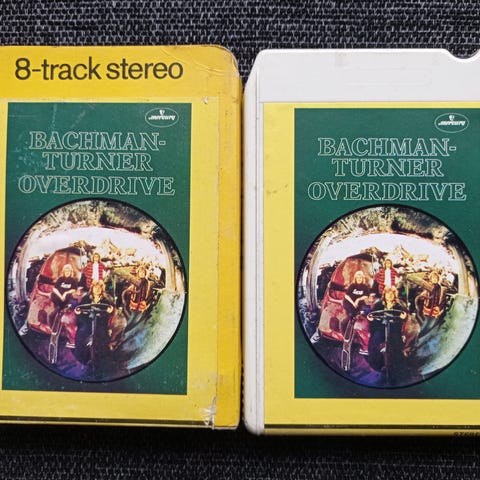 8-track stereo
mercury
BACHMAN-
TURNER
OVERDRIVE
mercury
BACHMAN-
TURNER
OVERDRIVE